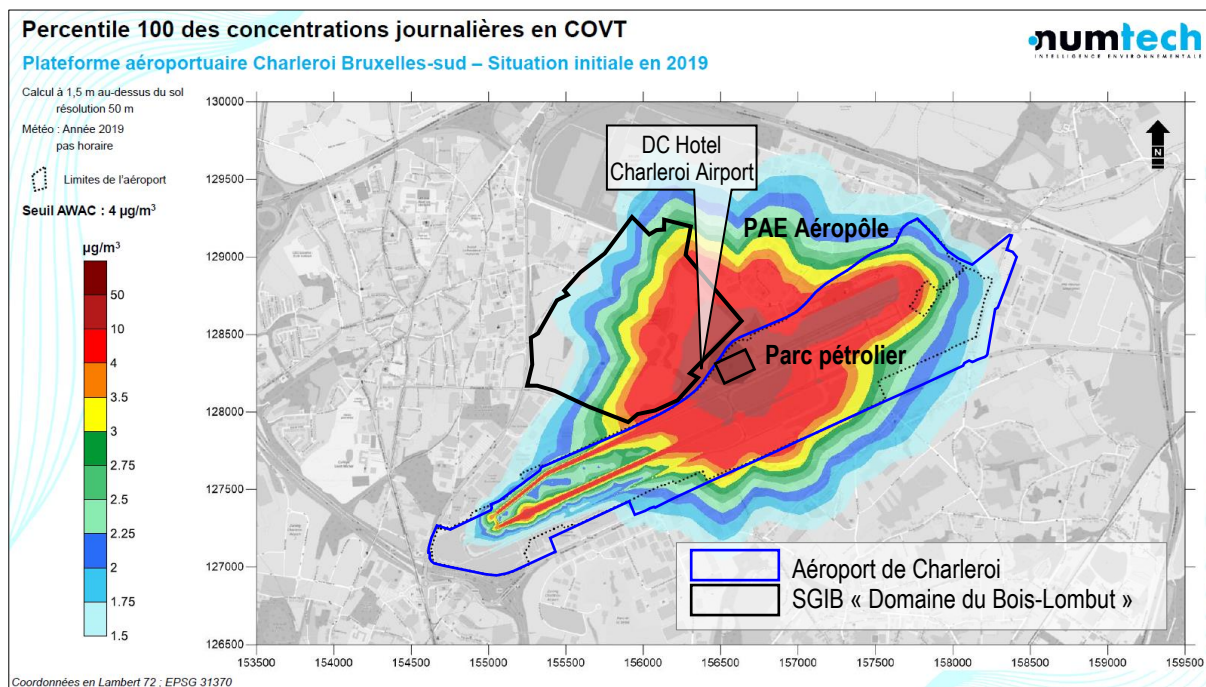 Percentile 100 des concentrations journalières en COVT
Plateforme aéroportuaire Charleroi Bruxelles-sud – Situation initiale en 2019
numtech
INTELLIGENCE ENVIRONNEMENTALE
Calcul à 1,5 m au-dessus du sol
résolution 50 m
Météo : Année 2019
pas horaire
Limites de l'aéroport
Seuil AWAC : 4 µg/m³
µg/m³
50
10
4
3.5
3
2.75
2.5
2.25
2
1.75
1.5
130000
129500
129000
128500
128000
127500
127000
126500
DC Hotel
Charleroi Airport
N
PAE Aéropôle
Parc pétrolier
Aéroport de Charleroi
SGIB « Domaine du Bois-Lombut »
153500 154000 154500 155000 155500 156000 156500 157000 157500 158000 158500 159000 159500
Coordonnées en Lambert 72 ; EPSG 31370